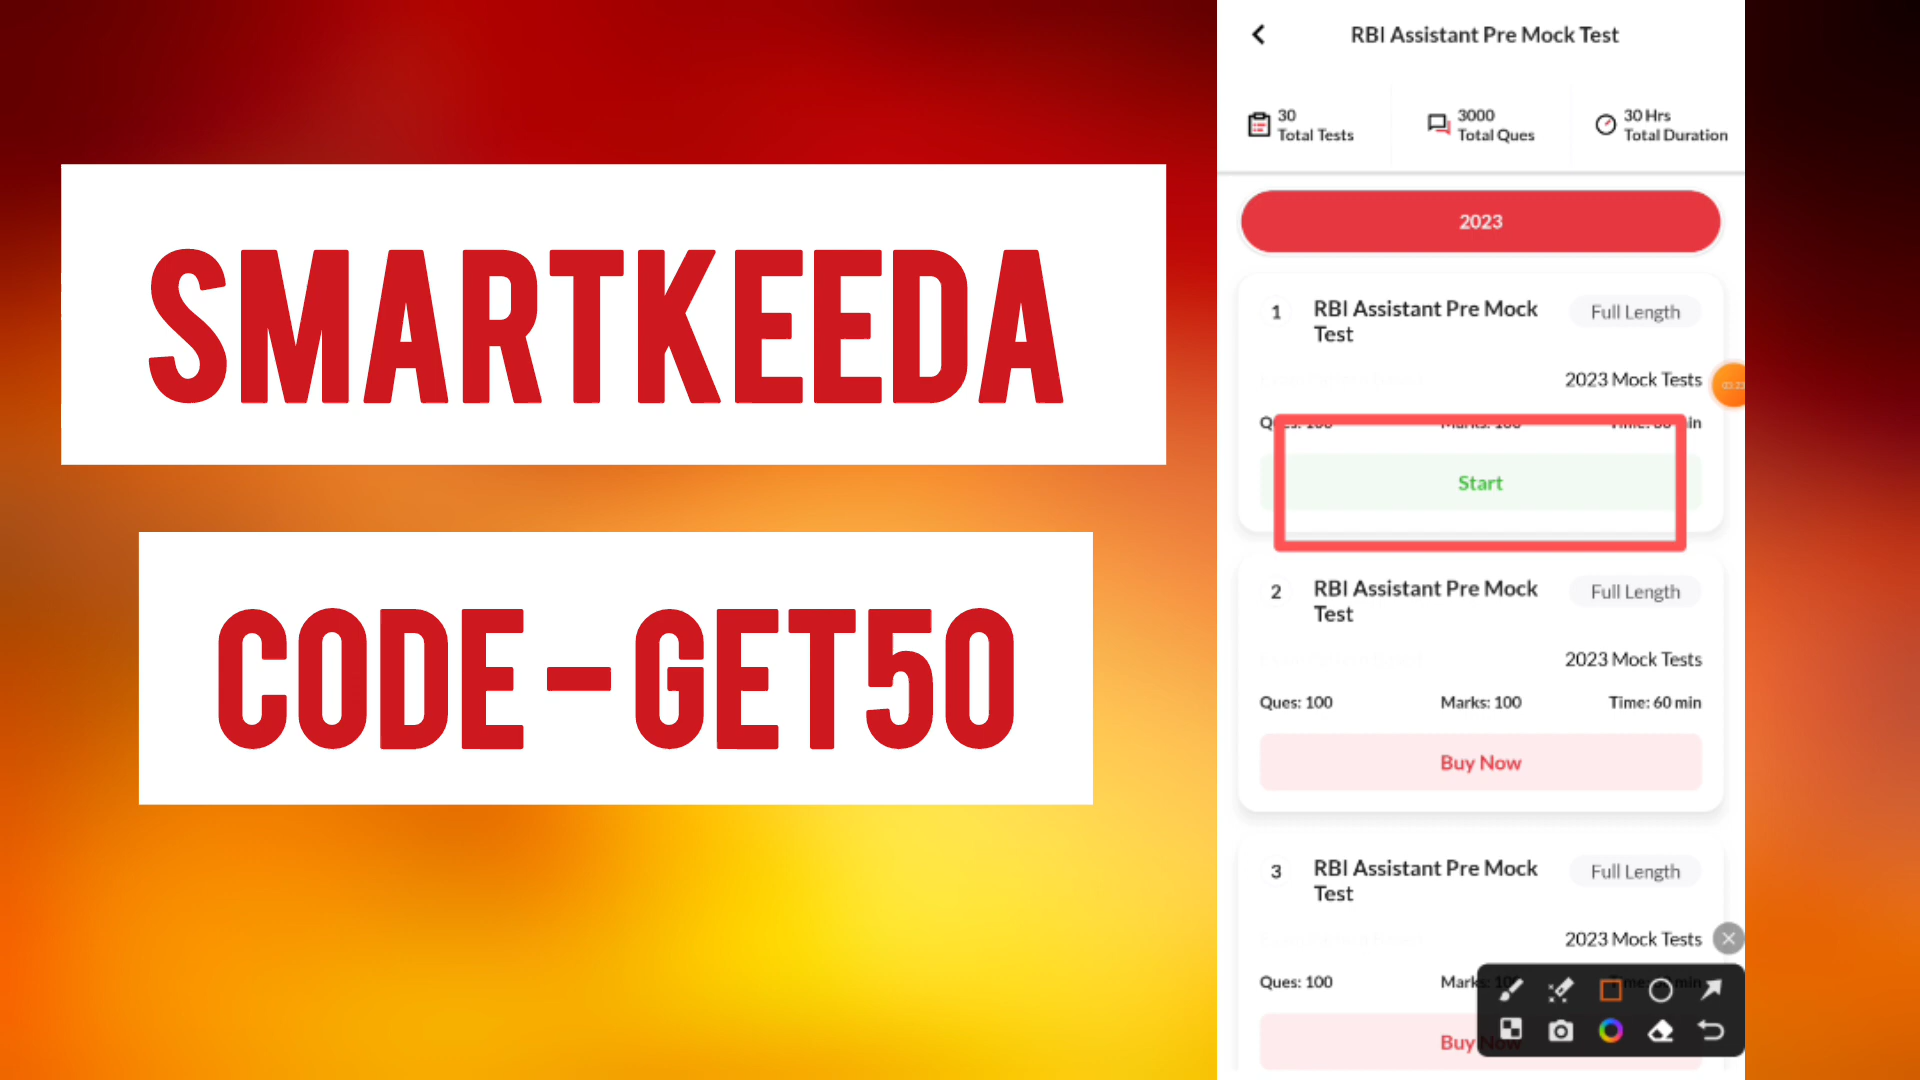 SMARTKEEDA
CODE-GET50
RBI Assistant Pre Mock Test
30
Total Tests
3000
Total Ques
30 Hrs
Total Duration
2023
1
RBI Assistant Pre Mock
Test
Full Length
2023 Mock Tests
Start
2
RBI Assistant Pre Mock
Test
Full Length
2023 Mock Tests
Ques: 100 Marks: 100 Time: 60 min
Buy Now
3
RBI Assistant Pre Mock
Test
Full Length
2023 Mock Tests
Ques: 100
Buy Now